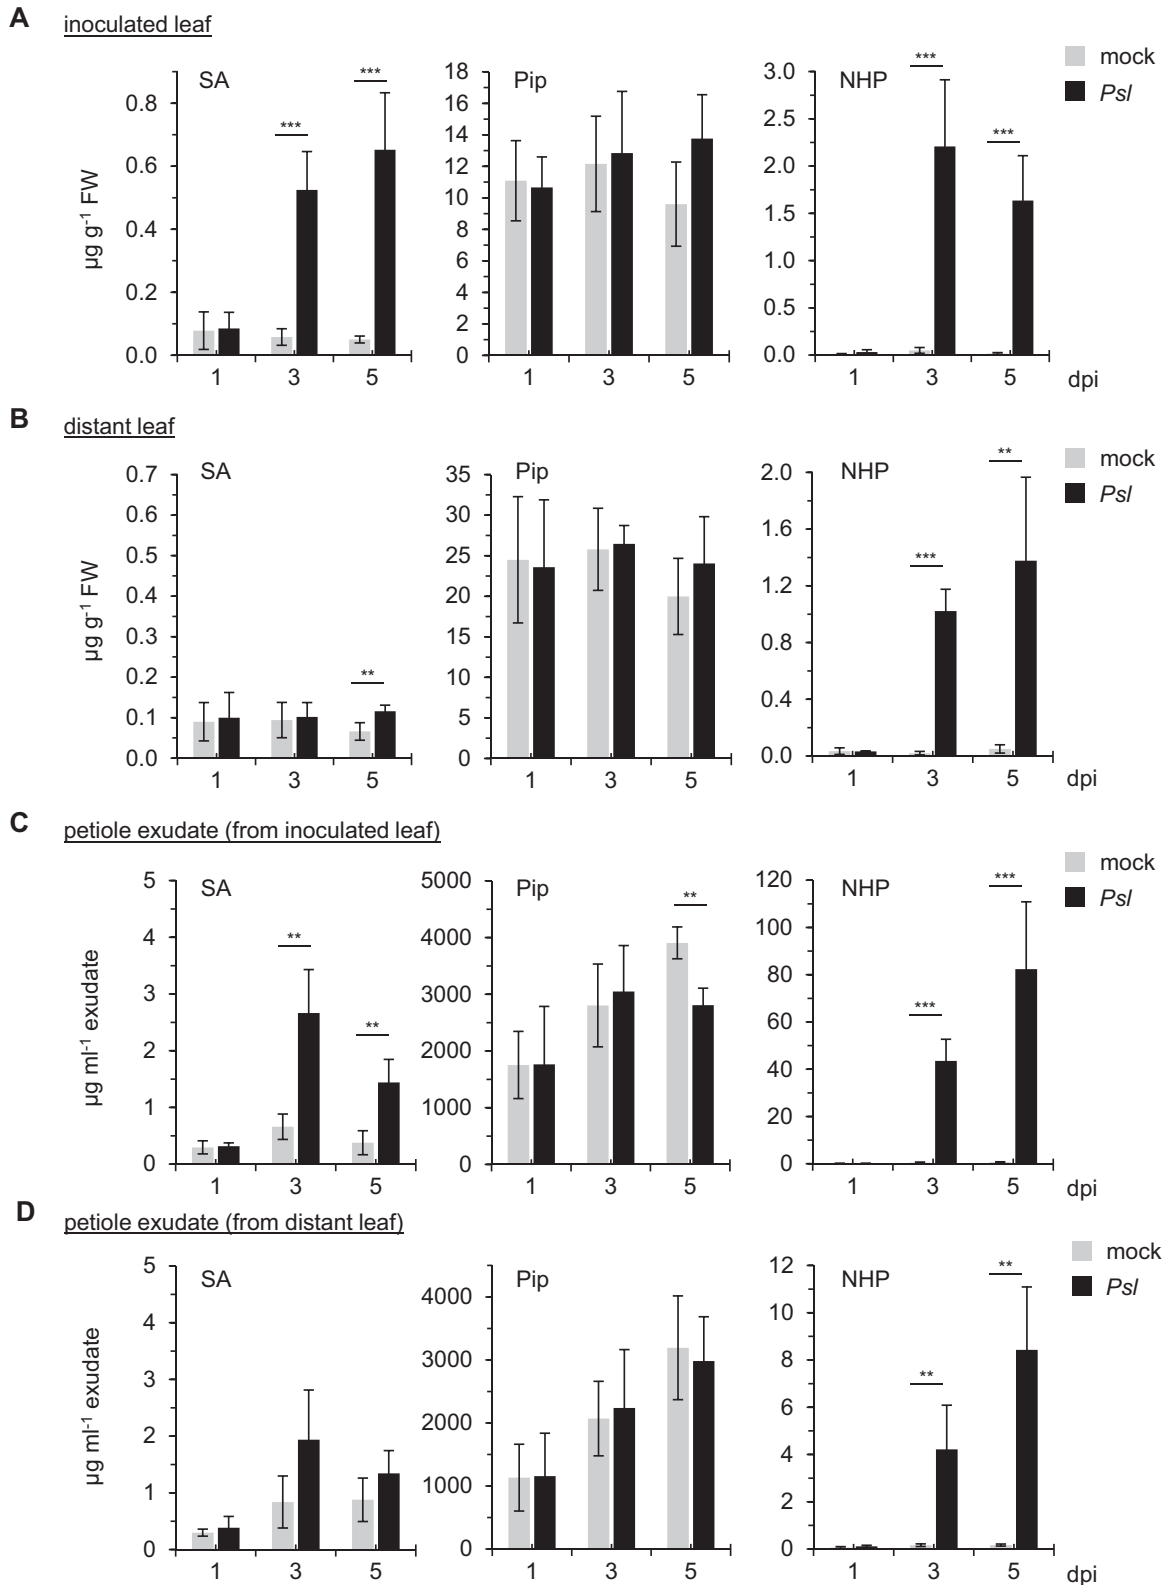 A inoculated leaf
SA Pip NHP
*** *** *** ***
mock
Psl
µg g⁻¹ FW
0.8 0.6 0.4 0.2 0.0
18 16 14 12 10 8 6 4 2 0
3.0 2.5 2.0 1.5 1.0 0.5 0.0
1 3 5 1 3 5 1 3 5 dpi
B distant leaf
SA Pip NHP
** *** **
mock
Psl
µg g⁻¹ FW
0.7 0.6 0.5 0.4 0.3 0.2 0.1 0.0
35 30 25 20 15 10 5 0
2.0 1.6 1.2 0.8 0.4 0.0
1 3 5 1 3 5 1 3 5 dpi
C petiole exudate (from inoculated leaf)
SA Pip NHP
** ** ** *** ***
mock
Psl
µg ml⁻¹ exudate
5 4 3 2 1 0
5000 4000 3000 2000 1000 0
120 100 80 60 40 20 0
1 3 5 1 3 5 1 3 5 dpi
D petiole exudate (from distant leaf)
SA Pip NHP
** **
mock
Psl
µg ml⁻¹ exudate
5 4 3 2 1 0
4000 3000 2000 1000 0
12 10 8 6 4 2 0
1 3 5 1 3 5 1 3 5 dpi